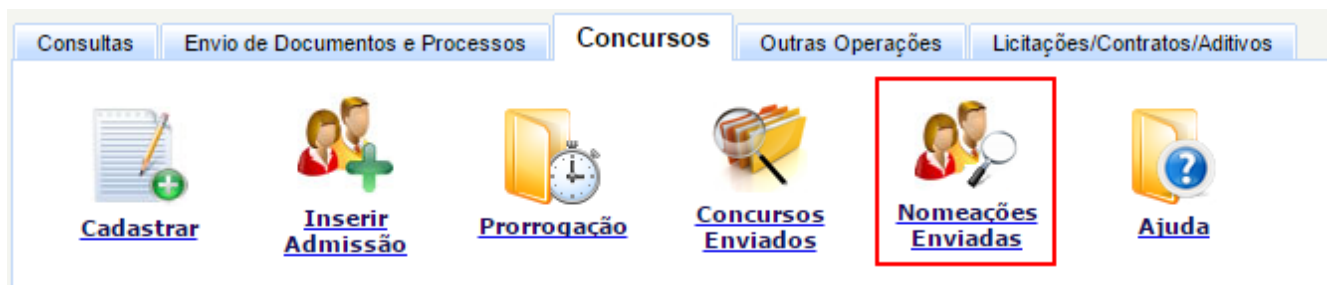 Consultas
Envio de Documentos e Processos
Concursos
Outras Operações
Licitações/Contratos/Aditivos
Cadastrar
Inserir
Admissão
Prorrogação
Concursos
Enviados
Nomeações
Enviadas
Ajuda